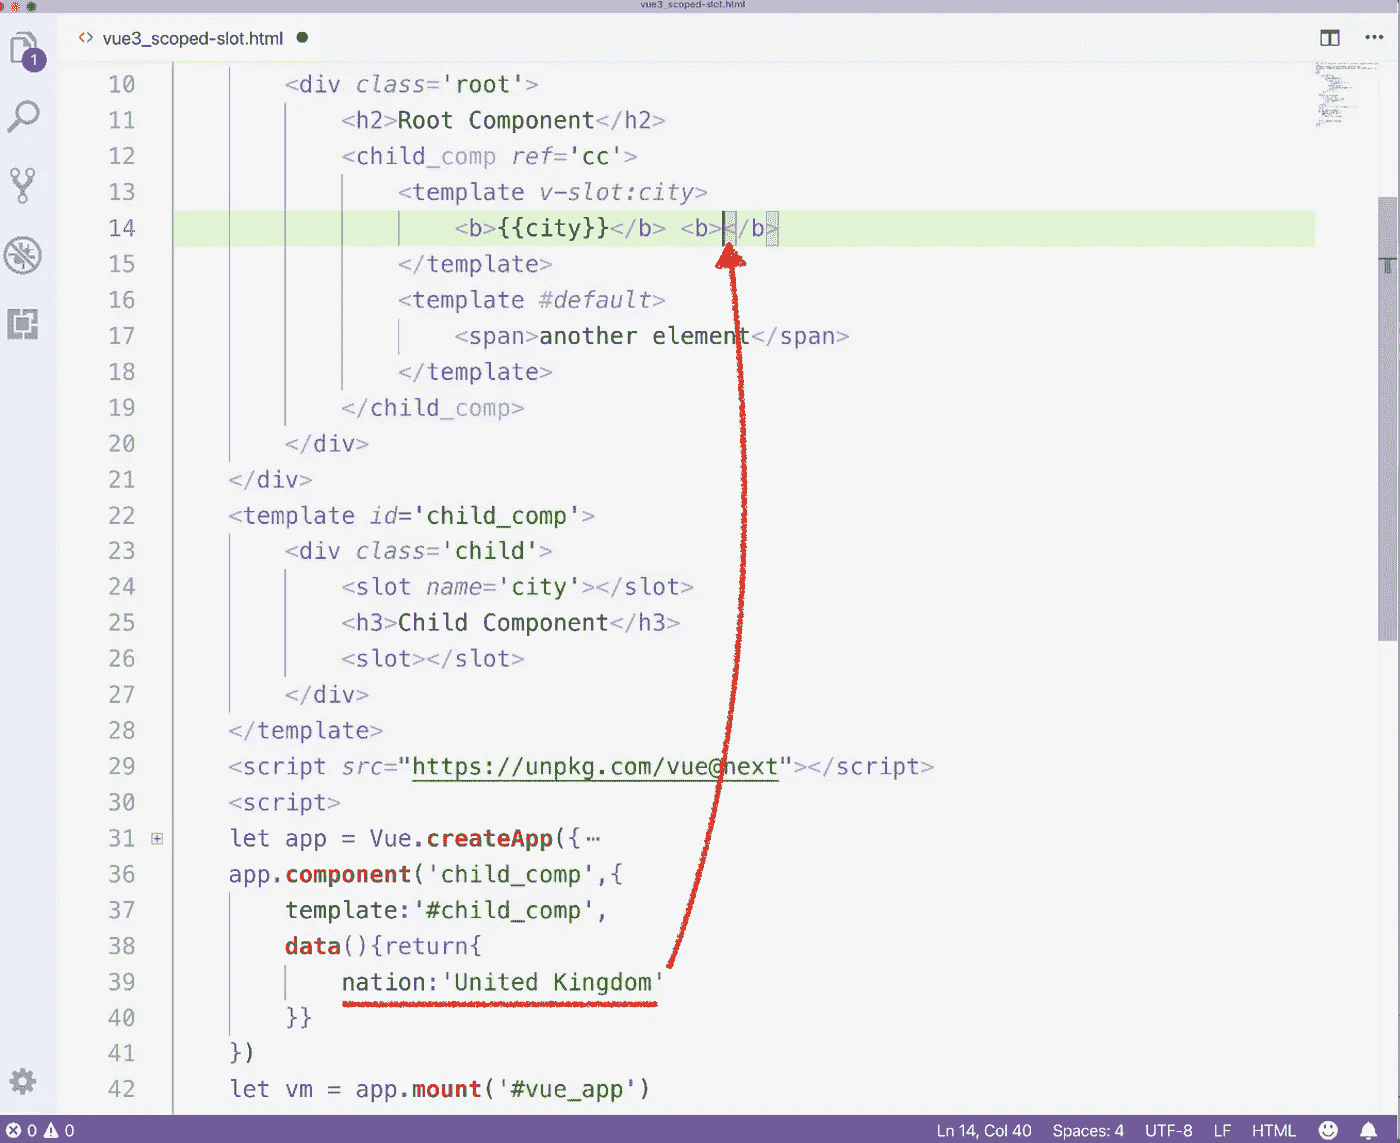 vue3_scoped-slot.html
<> vue3_scoped-slot.html
1
10 <div class='root'>
11 <h2>Root Component</h2>
12 <child_comp ref='cc'>
13 <template v-slot:city>
14 <b>{{city}}</b> <b></b>
15 </template>
16 <template #default>
17 <span>another element</span>
18 </template>
19 </child_comp>
20 </div>
21 </div>
22 <template id='child_comp'>
23 <div class='child'>
24 <slot name='city'></slot>
25 <h3>Child Component</h3>
26 <slot></slot>
27 </div>
28 </template>
29 <script src="https://unpkg.com/vue@next"></script>
30 <script>
31 let app = Vue.createApp({⋯
36 app.component('child_comp',{
37 template:'#child_comp',
38 data(){return{
39 nation:'United Kingdom'
40 }}
41 })
42 let vm = app.mount('#vue_app')
0 0 Ln 14, Col 40 Spaces: 4 UTF-8 LF HTML